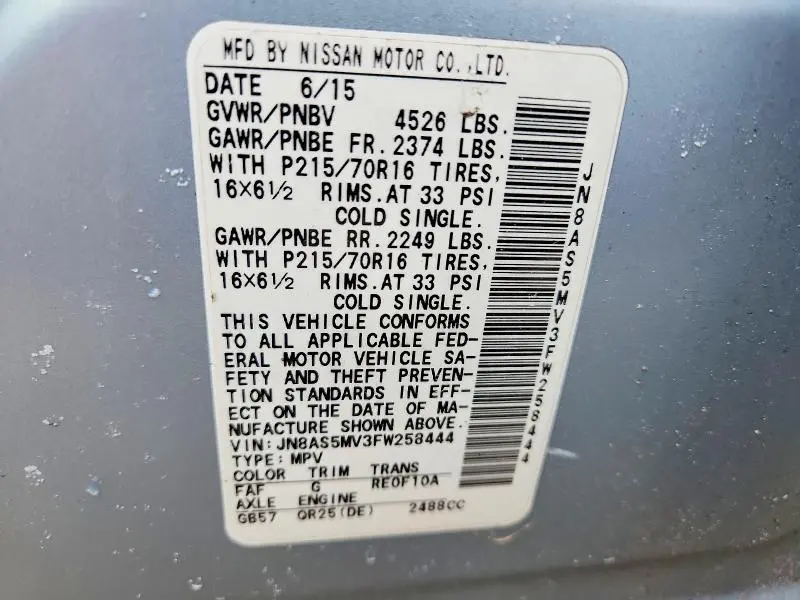 MFD BY NISSAN MOTOR CO.,LTD.
DATE 6/15
GVWR/PNBV 4526 LBS.
GAWR/PNBE FR. 2374 LBS.
WITH P215/70R16 TIRES,
16X6½ RIMS.AT 33 PSI
COLD SINGLE.
GAWR/PNBE RR. 2249 LBS.
WITH P215/70R16 TIRES,
16X6½ RIMS.AT 33 PSI
COLD SINGLE.
THIS VEHICLE CONFORMS
TO ALL APPLICABLE FED-
ERAL MOTOR VEHICLE SA-
FETY AND THEFT PREVEN-
TION STANDARDS IN EFF-
ECT ON THE DATE OF MA-
NUFACTURE SHOWN ABOVE.
VIN: JN8AS5MV3FW258444
TYPE: MPV
COLOR TRIM TRANS
FAF G RE0F10A
AXLE ENGINE
GB57 QR25(DE) 2488CC
JN8AS5MV3FW258444